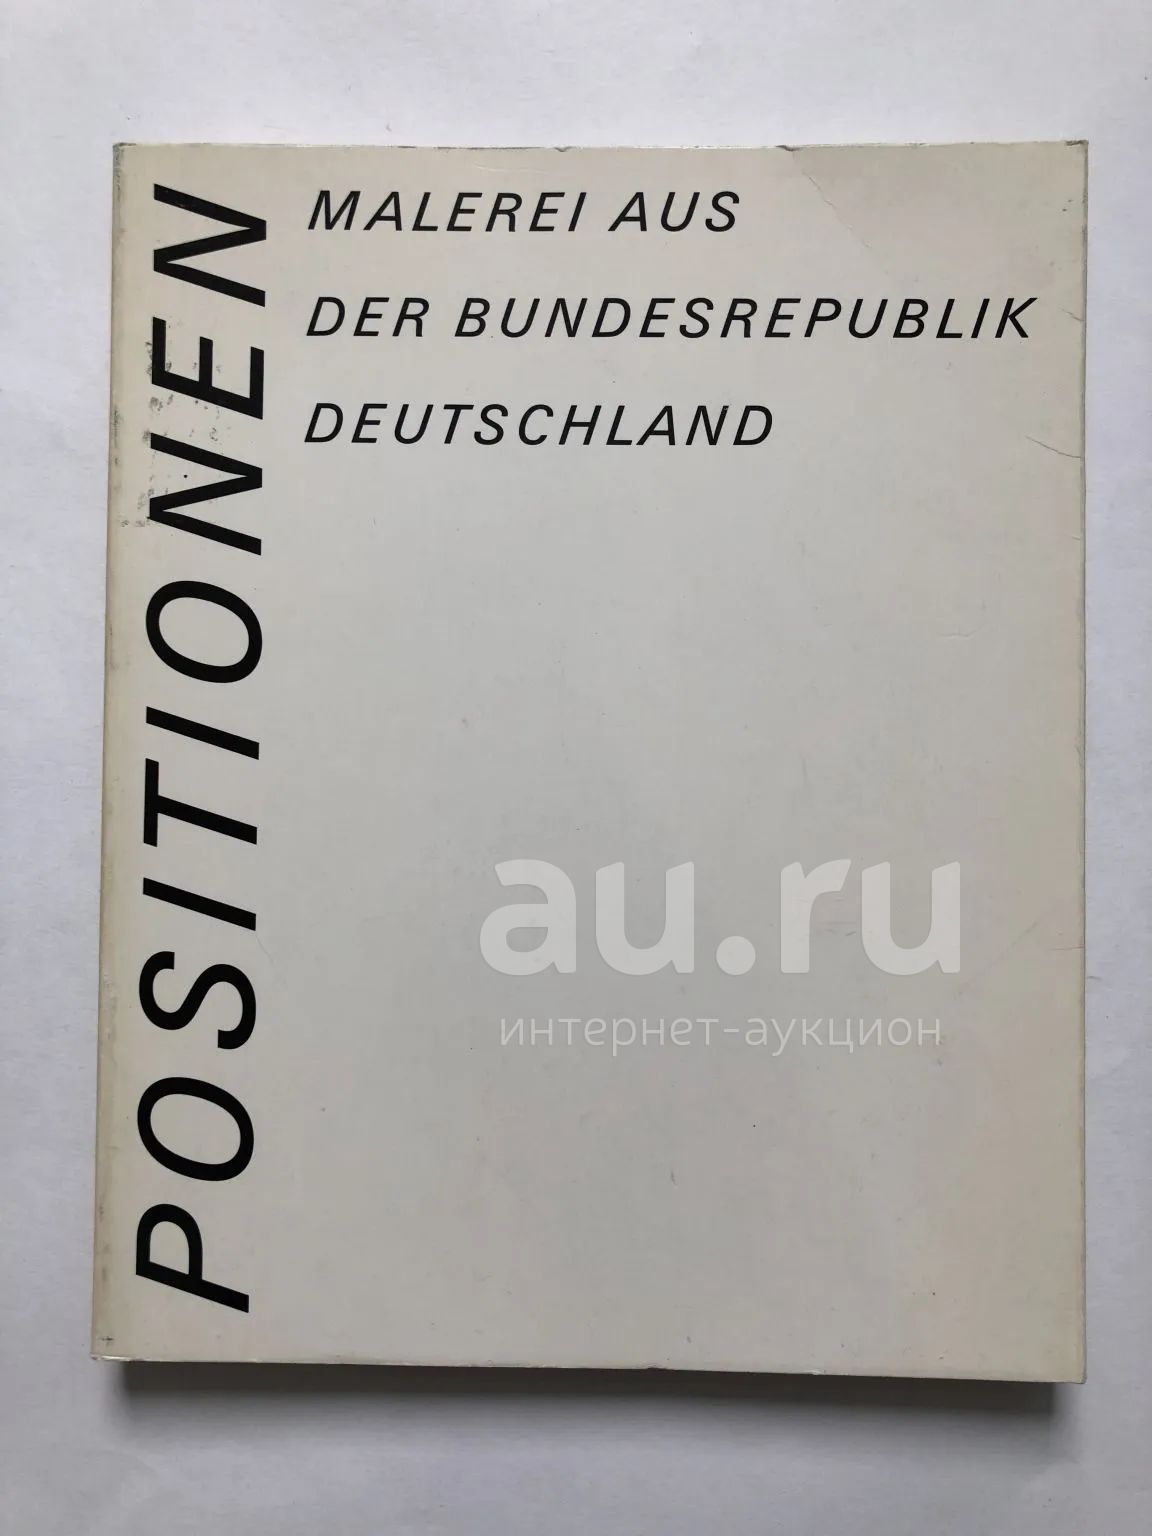 POSITIONEN
MALEREI AUS
DER BUNDESREPUBLIK
DEUTSCHLAND
au.ru
интернет-аукцион